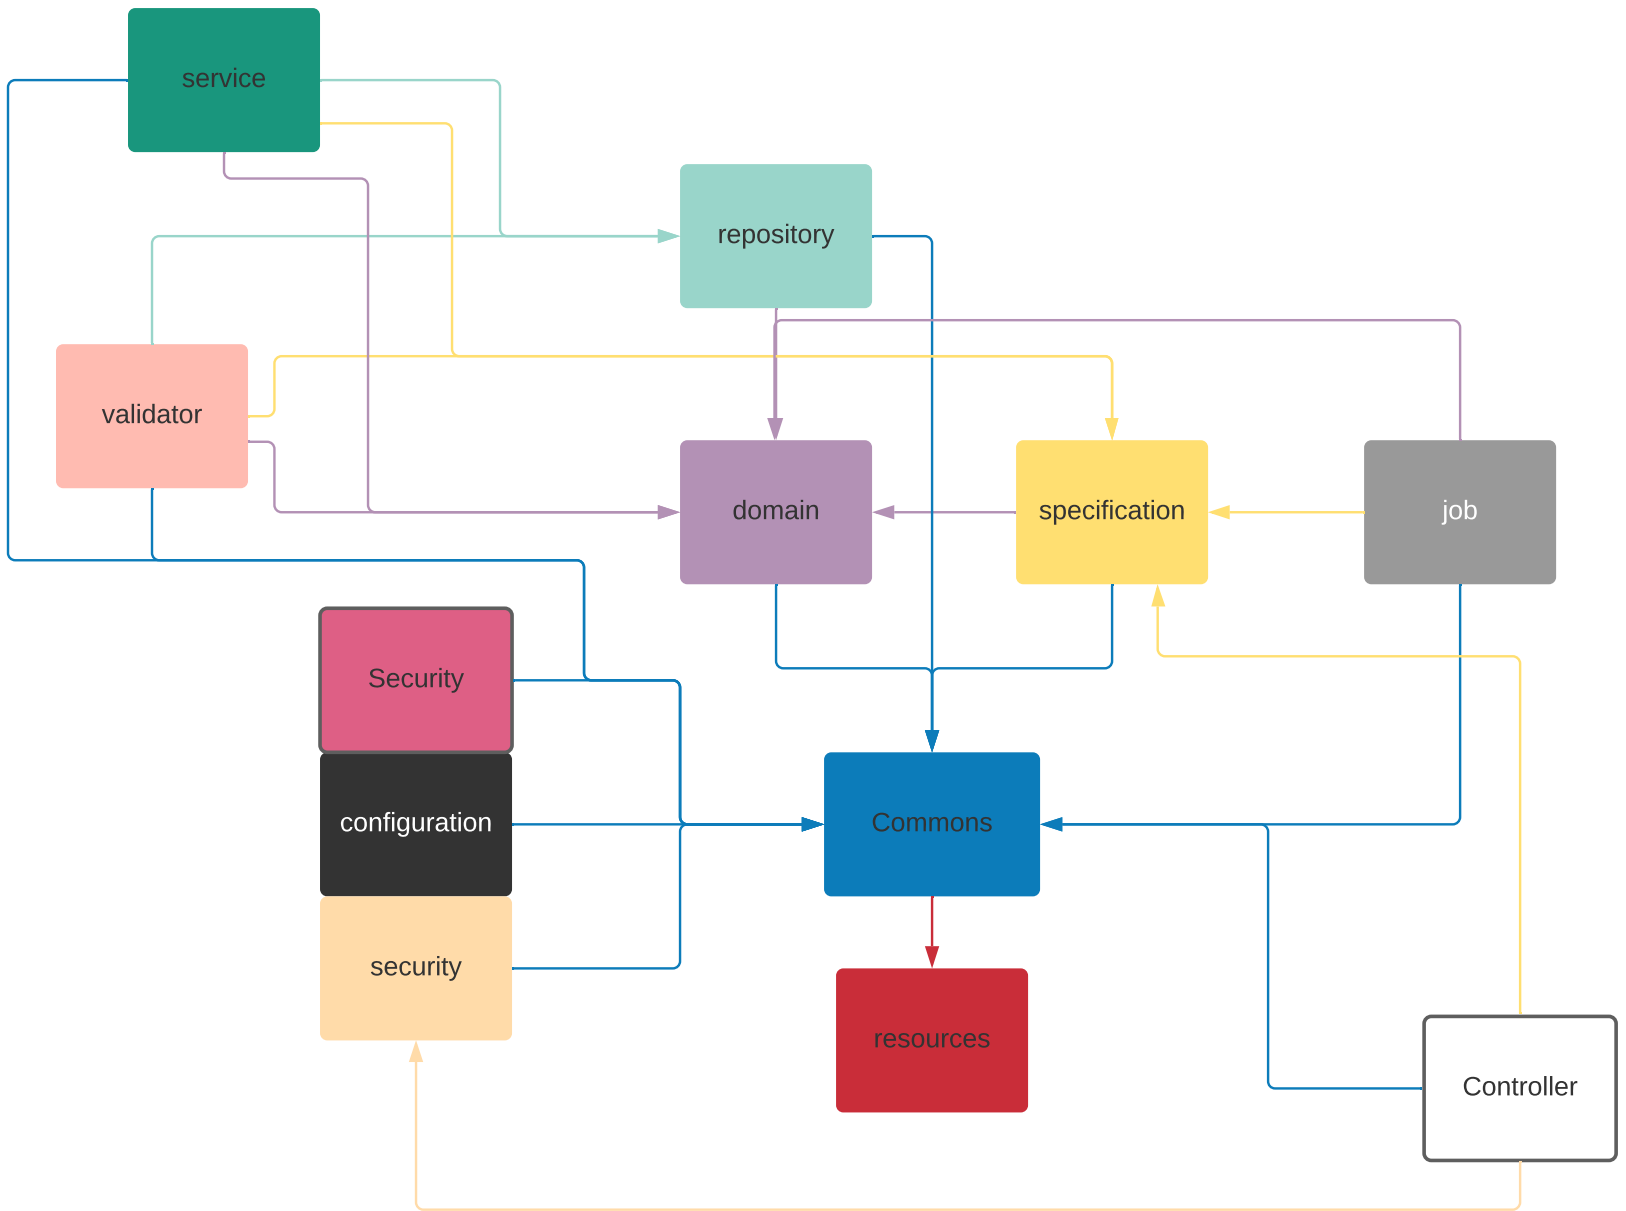 service
repository
validator
domain
specification
job
Security
configuration
Commons
security
resources
Controller